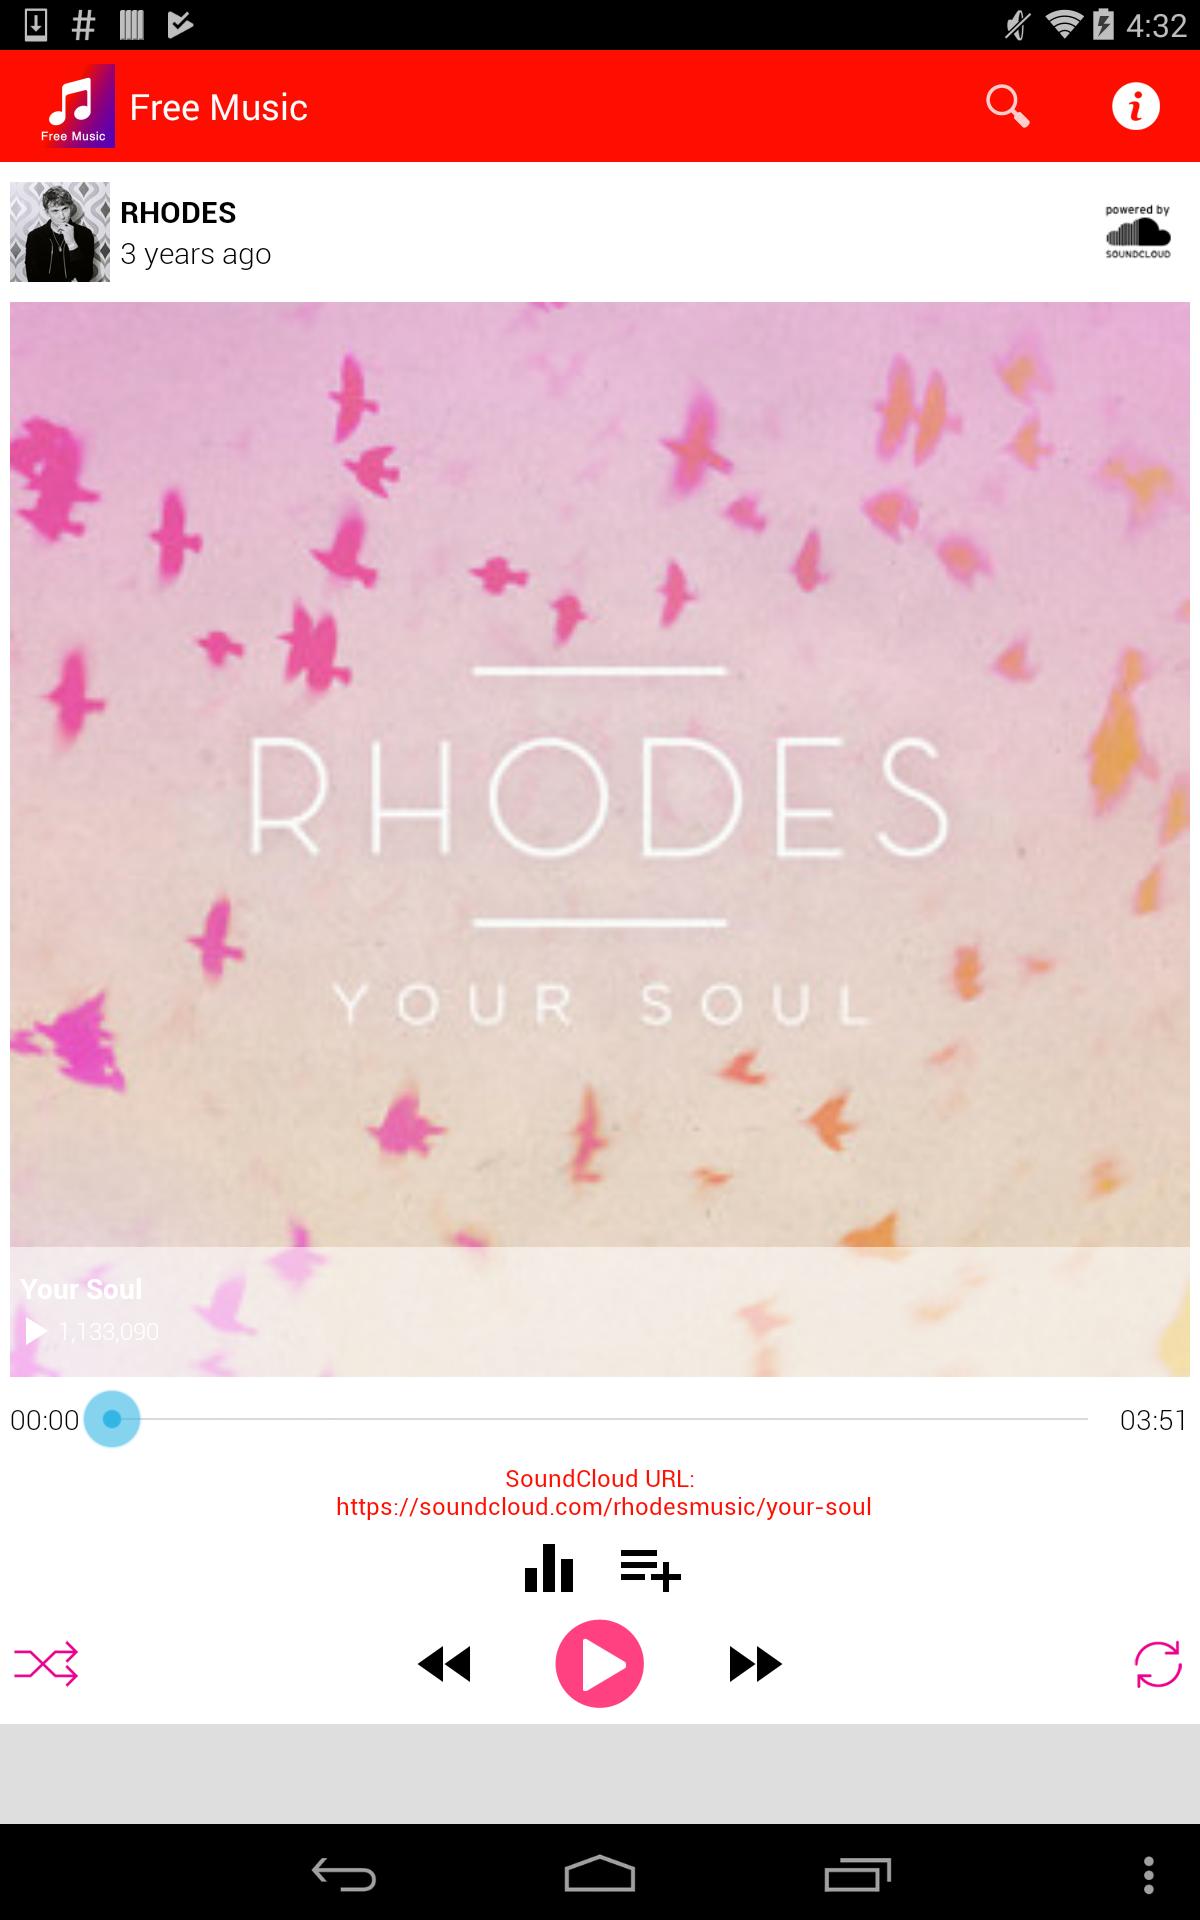 4:32
Free Music
Free Music
RHODES
3 years ago
powered by
SOUNDCLOUD
RHODES
YOUR SOUL
Your Soul
1,133,090
00:00
03:51
SoundCloud URL:
https://soundcloud.com/rhodesmusic/your-soul